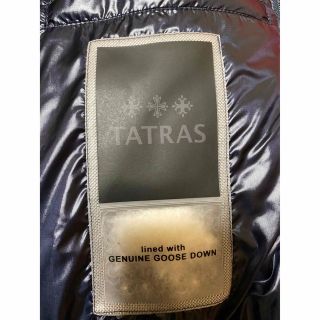 TATRAS
lined with
GENUINE GOOSE DOWN